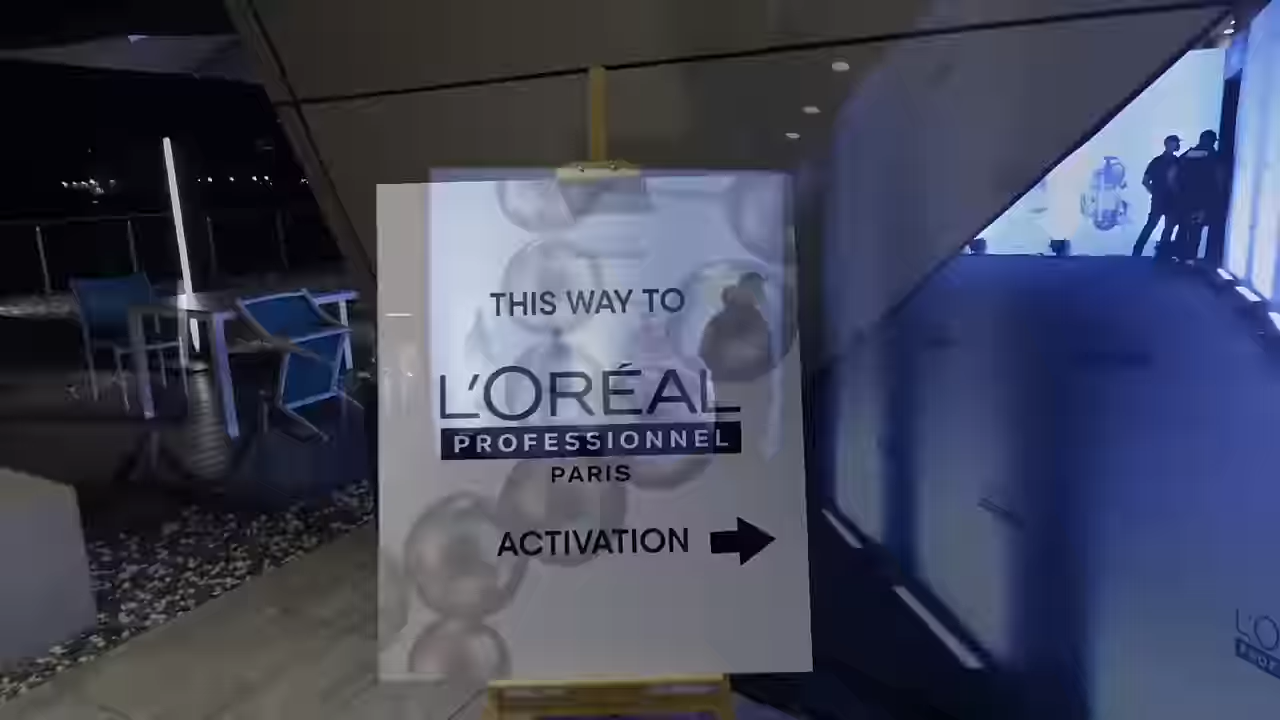 THIS WAY TO
L'ORÉAL
PROFESSIONNEL
PARIS
ACTIVATION